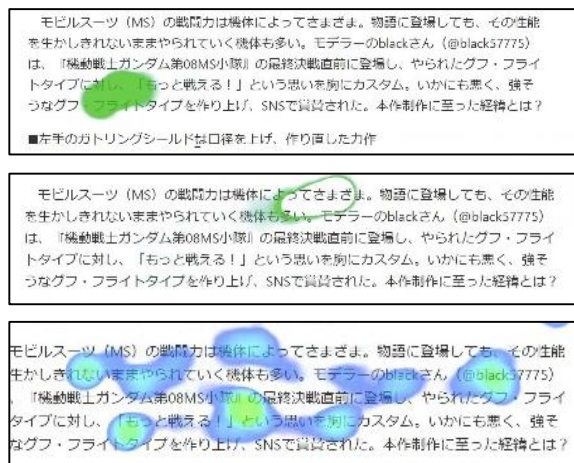 モビルスーツ（MS）の戦闘力は機体によってさまざま。物語に登場しても、その性能
を生かしきれないままやられていく機体も多い。モデラーのblackさん（@black57775）
は、『機動戦士ガンダム第08MS小隊』の最終決戦直前に登場し、やられたグフ・フライ
トタイプに対し、「もっと戦える！」という思いを胸にカスタム。いかにも悪く、強そ
うなグフ・フライトタイプを作り上げ、SNSで賞賛された。本作制作に至った経緯とは？
■左手のガトリングシールドは口径を上げ、作り直した力作
モビルスーツ（MS）の戦闘力は機体によってさまざま。物語に登場しても、その性能
を生かしきれないままやられていく機体も多い。モデラーのblackさん（@black57775）
は、『機動戦士ガンダム第08MS小隊』の最終決戦直前に登場し、やられたグフ・フライ
トタイプに対し、「もっと戦える！」という思いを胸にカスタム。いかにも悪く、強そ
うなグフ・フライトタイプを作り上げ、SNSで賞賛された。本作制作に至った経緯とは？
モビルスーツ（MS）の戦闘力は機体によってさまざま。物語に登場しても、その性能
生かしきれないままやられていく機体も多い。モデラーのblackさん（@black57775）
、『機動戦士ガンダム第08MS小隊』の最終決戦直前に登場し、やられたグフ・フライ
タイプに対し、「もっと戦える！」という思いを胸にカスタム。いかにも悪く、強そ
なグフ・フライトタイプを作り上げ、SNSで賞賛された。本作制作に至った経緯とは？